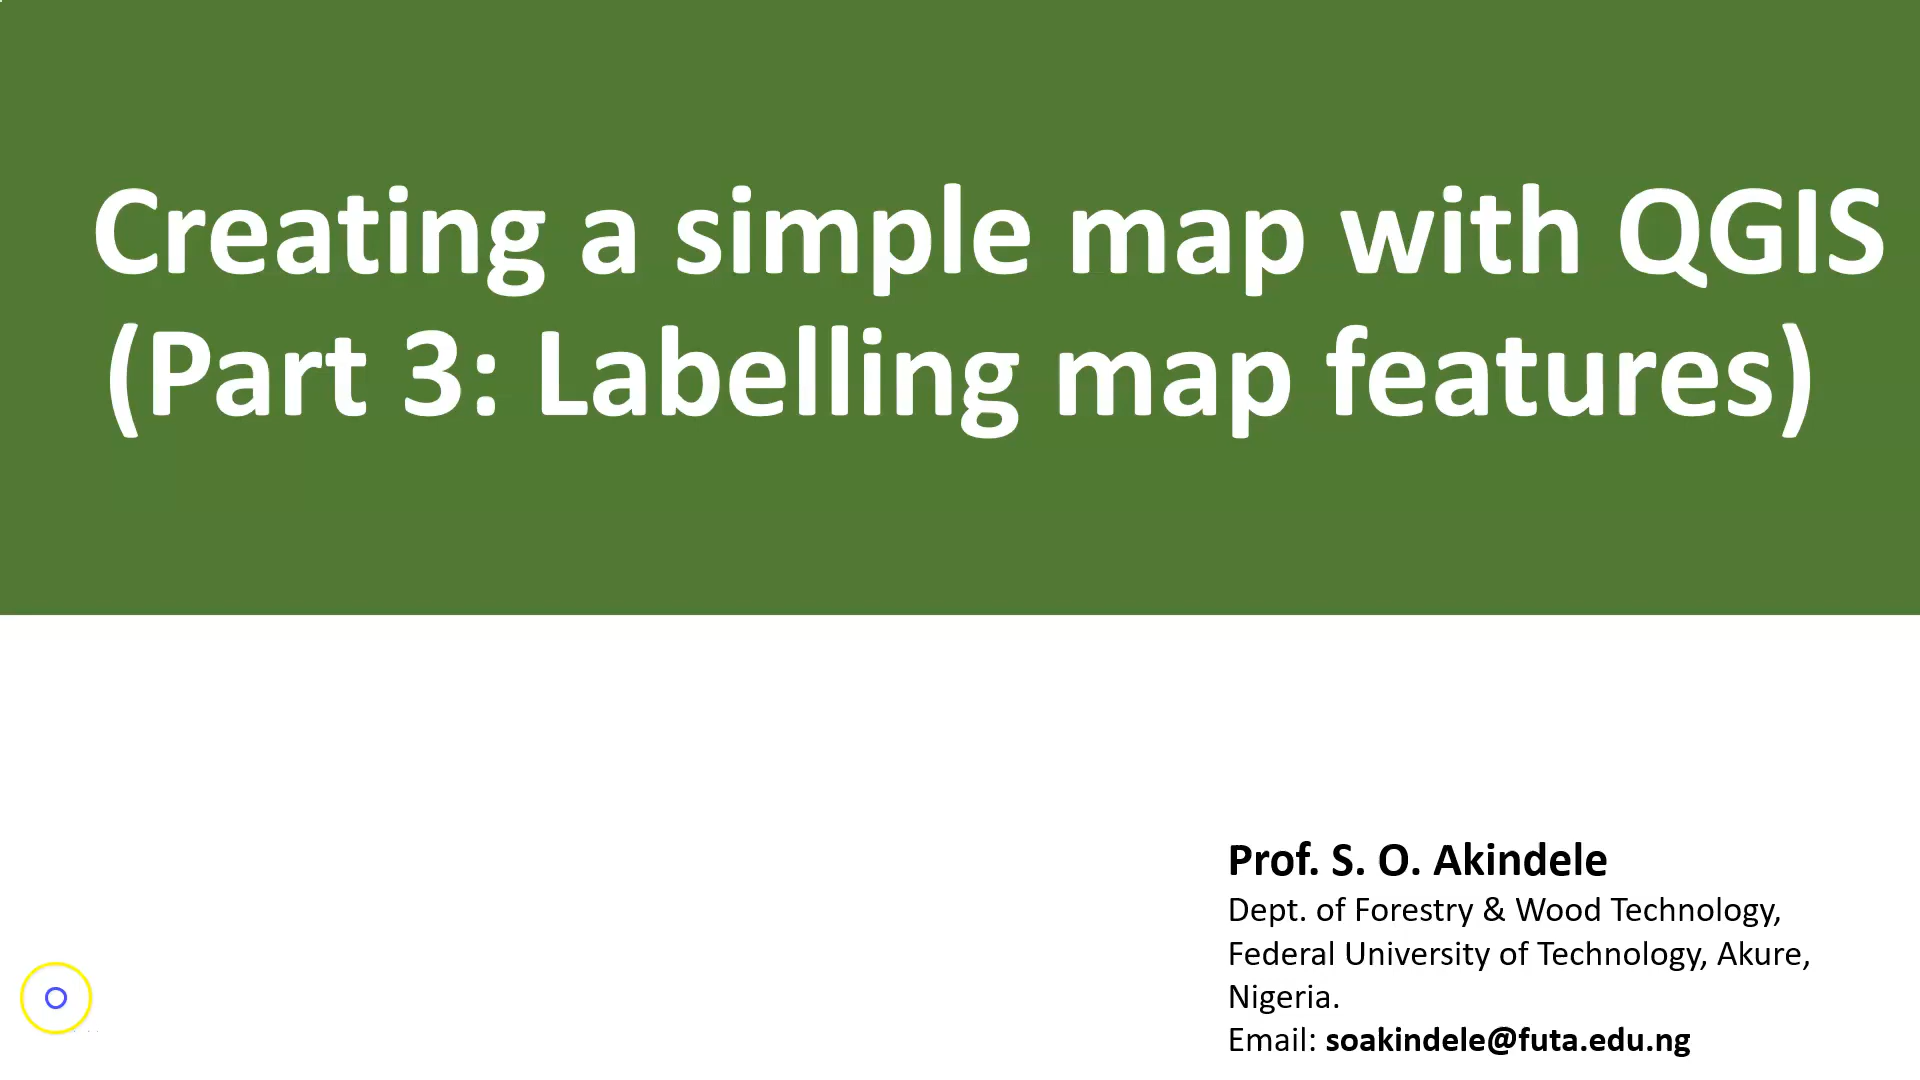 Creating a simple map with QGIS
(Part 3: Labelling map features)
Prof. S. O. Akindele
Dept. of Forestry & Wood Technology,
Federal University of Technology, Akure,
Nigeria.
Email: soakindele@futa.edu.ng